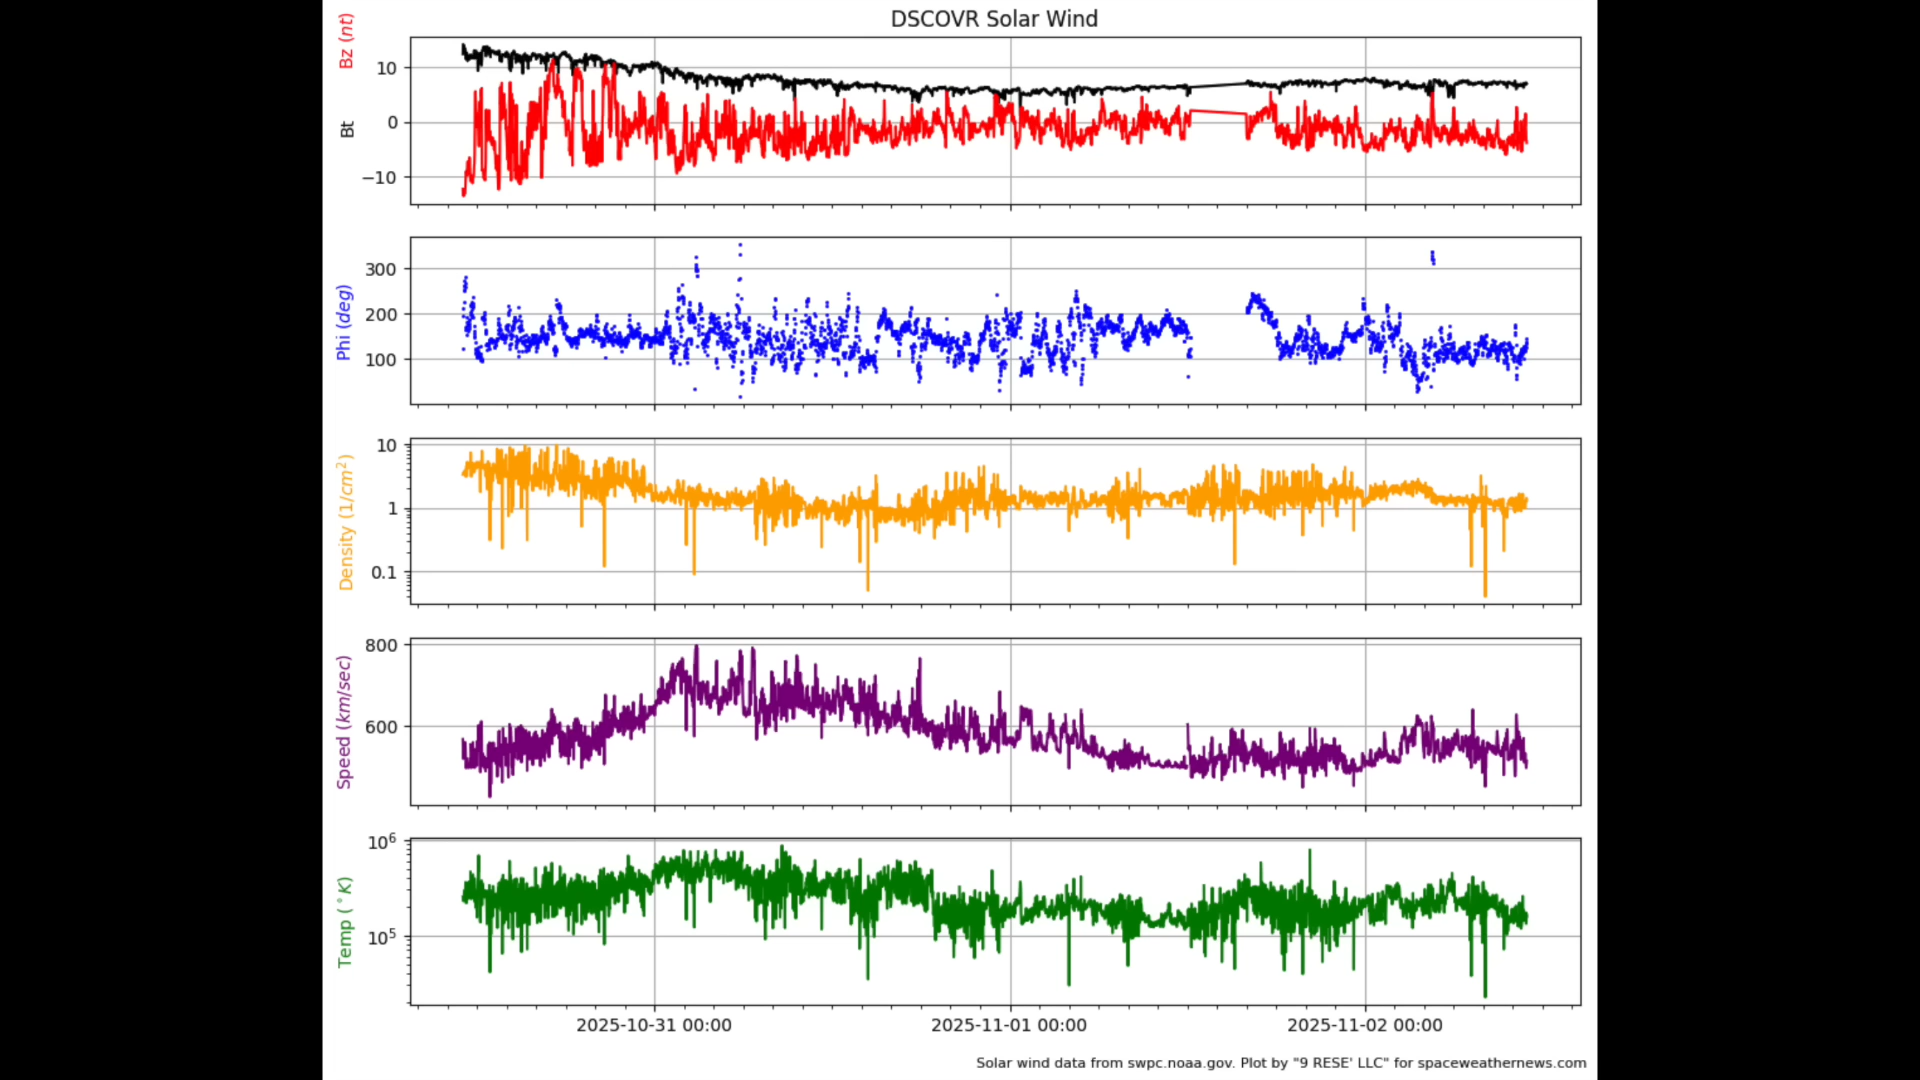 DSCOVR Solar Wind
Bz (nt)
Bt
10
0
−10
Phi (deg)
300
200
100
Density (1/cm²)
10
1
0.1
Speed (km/sec)
800
600
Temp (°K)
10⁶
10⁵
2025-10-31 00:00
2025-11-01 00:00
2025-11-02 00:00
Solar wind data from swpc.noaa.gov. Plot by "9 RESE' LLC" for spaceweathernews.com